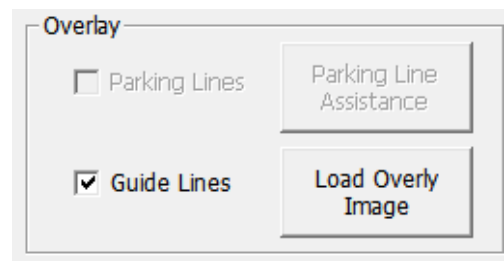 Overlay
Parking Lines
Parking Line
Assistance
Guide Lines
Load Overly
Image